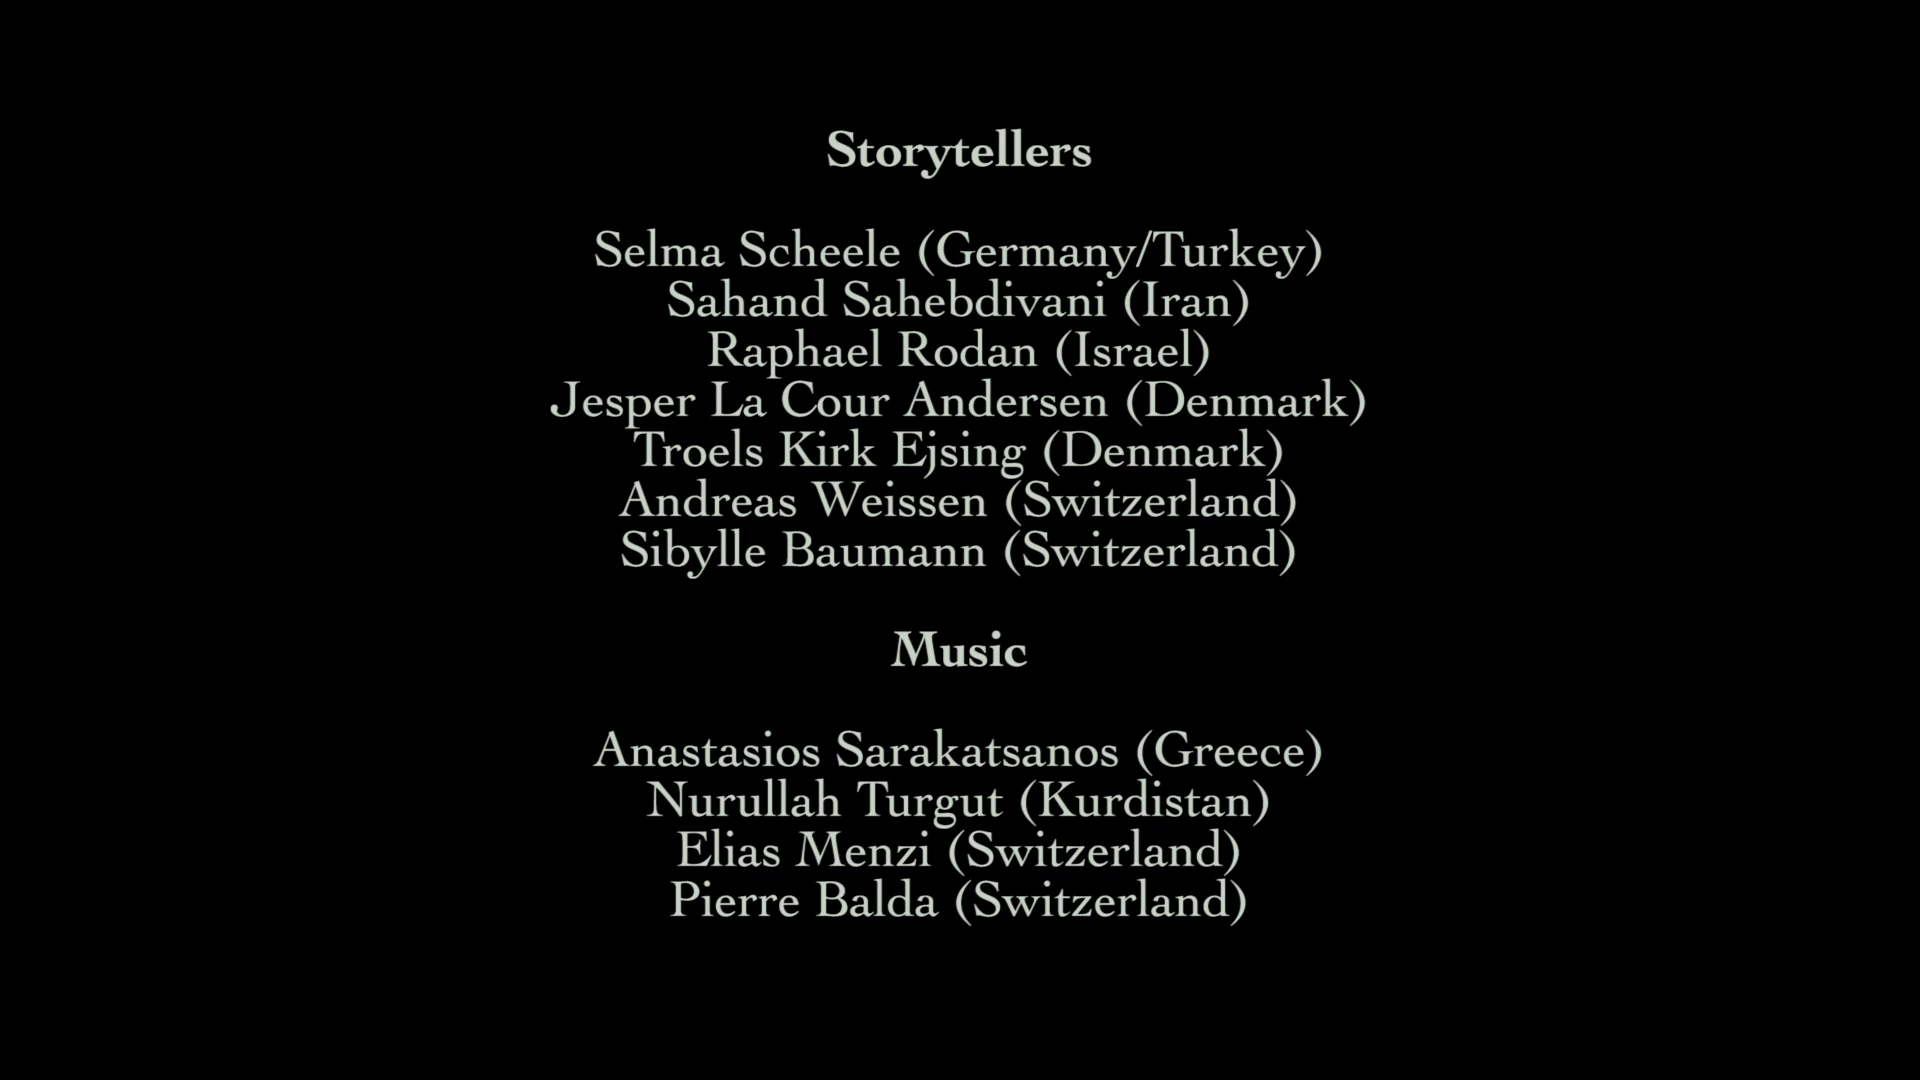 Storytellers
Selma Scheele (Germany/Turkey)
Sahand Sahebdivani (Iran)
Raphael Rodan (Israel)
Jesper La Cour Andersen (Denmark)
Troels Kirk Ejsing (Denmark)
Andreas Weissen (Switzerland)
Sibylle Baumann (Switzerland)
Music
Anastasios Sarakatsanos (Greece)
Nurullah Turgut (Kurdistan)
Elias Menzi (Switzerland)
Pierre Balda (Switzerland)